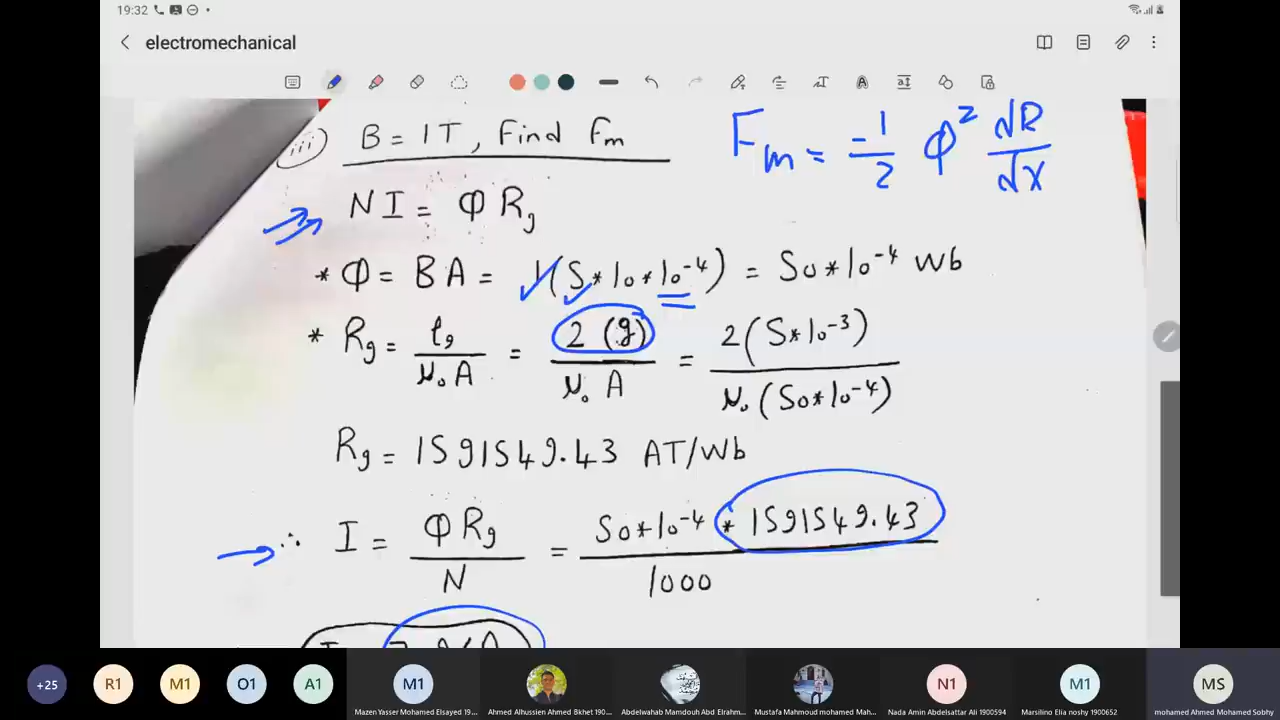 19:32
electromechanical
iii) B = 1T, Find Fm
Fm = -1/2 Φ² dR/dx
NI = Φ Rg
* Φ = BA = 1(5*10*10⁻⁴) = 50*10⁻⁴ Wb
* Rg = lg/μ₀A = 2(g)/μ₀A = 2(5*10⁻³)/μ₀(50*10⁻⁴)
Rg = 1591549.43 AT/Wb
∴ I = ΦRg/N = 50*10⁻⁴ * 1591549.43/1000
+25
R1
M1
O1
A1
M1
N1
M1
MS
Mazen Yasser Mohamed Elsayed 19...
Ahmed Alhussien Ahmed Bkhet 190...
Abdelwahab Mamdouh Abd Elrahm...
Mustafa Mahmoud mohamed Mah...
Nada Amin Abdelsattar Ali 1900594
Marsilino Elia noshy 1900652
mohamed Ahmed Mohamed Sobhy